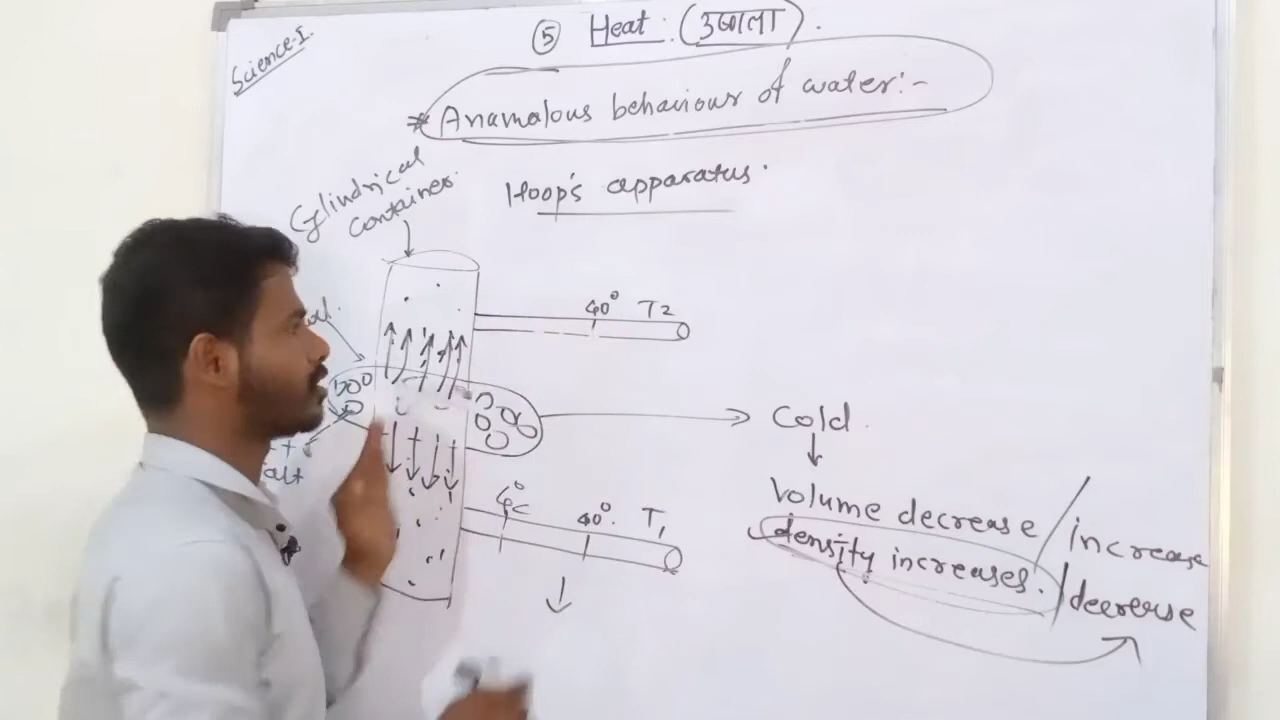 Science-I.
⑤ Heat : (उष्णता).
* Anamalous behaviour of water:-
Cylindrical
container.
Hoop's apparatus.
40° T2
Cold.
Volume decrease / increase
density increases. / decrease
4°c 40°. T1